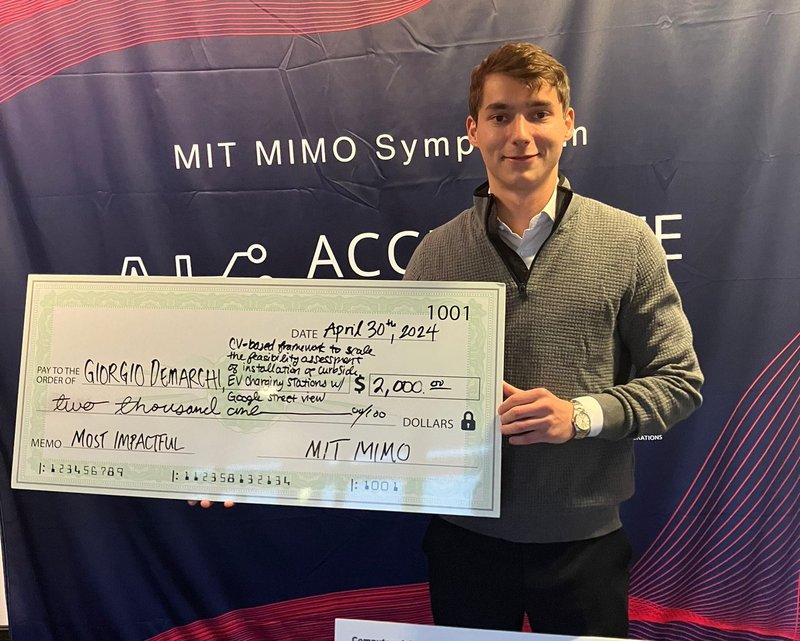 MIT MIMO Symp
ACC
1001
DATE April 30th, 2024
CV-based framework to scale
the feasibility assessment
of installation of curbside
EV charging stations w/
Google street view
PAY TO THE
ORDER OF GIORGIO DEMARCHI, $ 2,000.00
two thousand and 00/100 DOLLARS
MEMO MOST IMPACTFUL MIT MIMO
|: 123456789 |: 112358132134 |: 1001